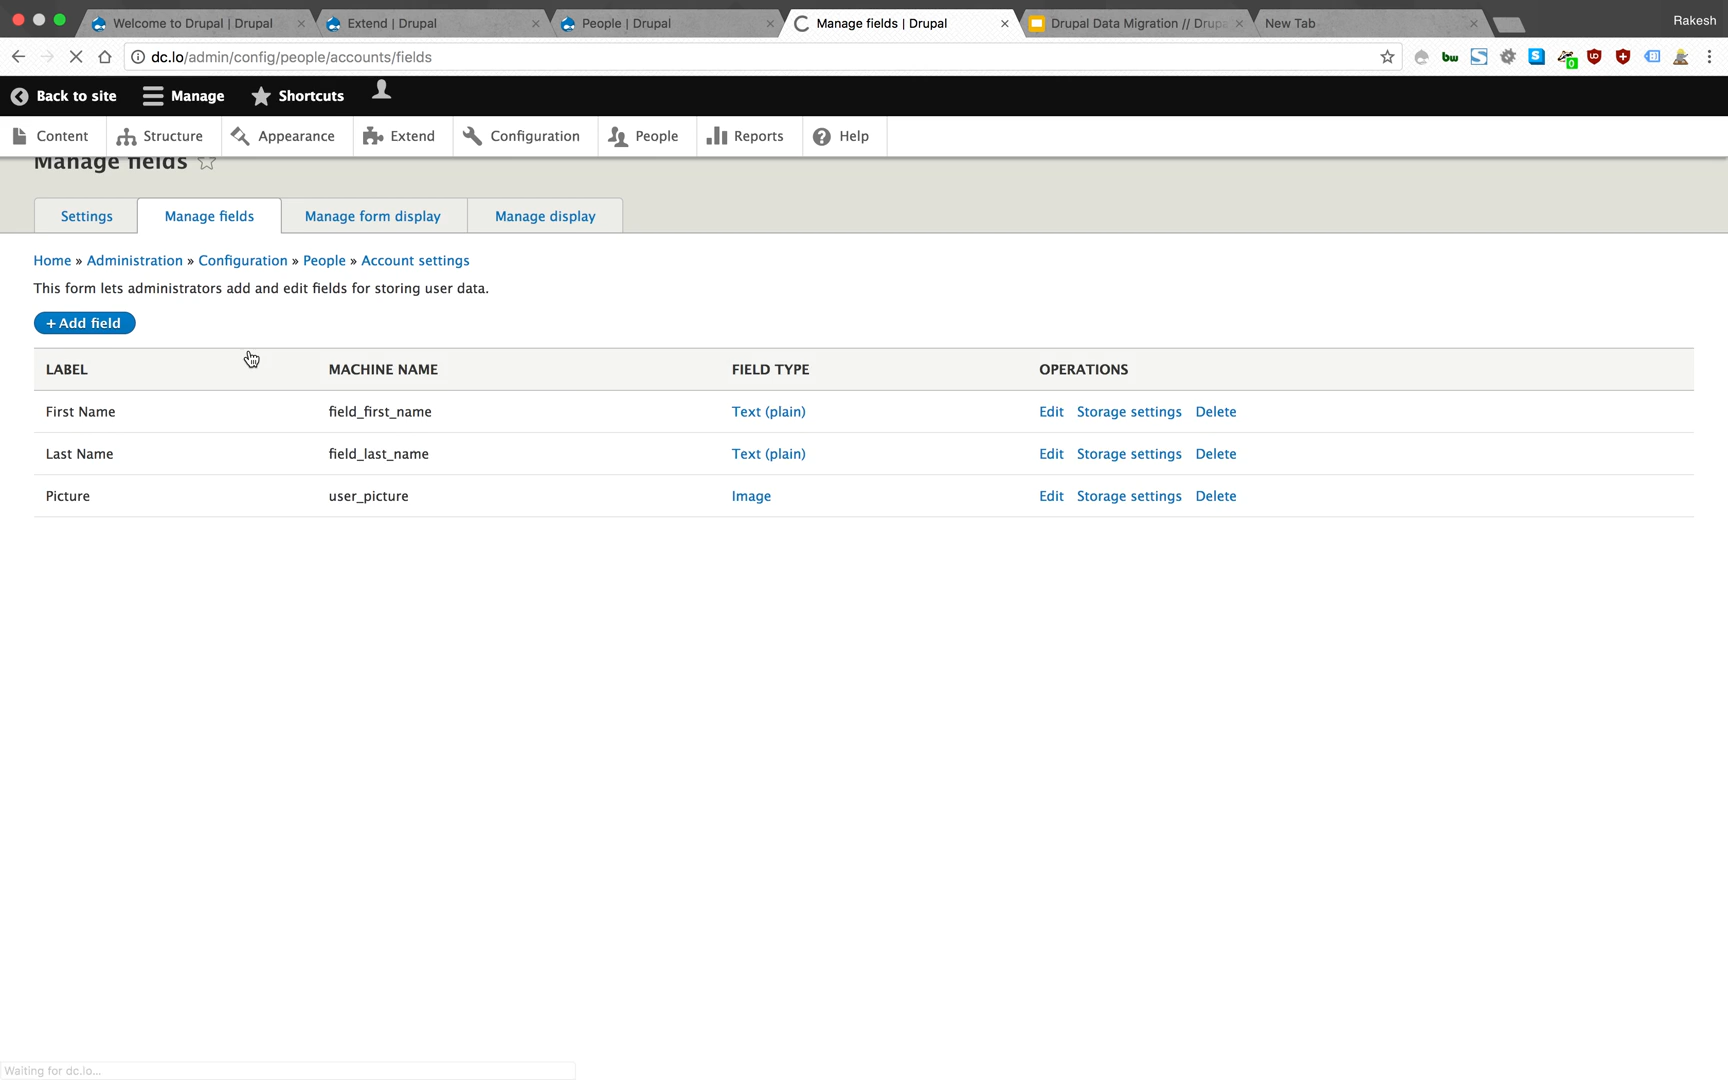 Welcome to Drupal | Drupal
Extend | Drupal
People | Drupal
Manage fields | Drupal
Drupal Data Migration // Drupa
New Tab
Rakesh
dc.lo/admin/config/people/accounts/fields
bw
S
0
Back to site
Manage
Shortcuts
Content
Structure
Appearance
Extend
Configuration
People
Reports
Help
Manage fields
Settings
Manage fields
Manage form display
Manage display
Home » Administration » Configuration » People » Account settings
This form lets administrators add and edit fields for storing user data.
+ Add field
LABEL MACHINE NAME FIELD TYPE OPERATIONS
First Name field_first_name Text (plain) Edit Storage settings Delete
Last Name field_last_name Text (plain) Edit Storage settings Delete
Picture user_picture Image Edit Storage settings Delete
Waiting for dc.lo...